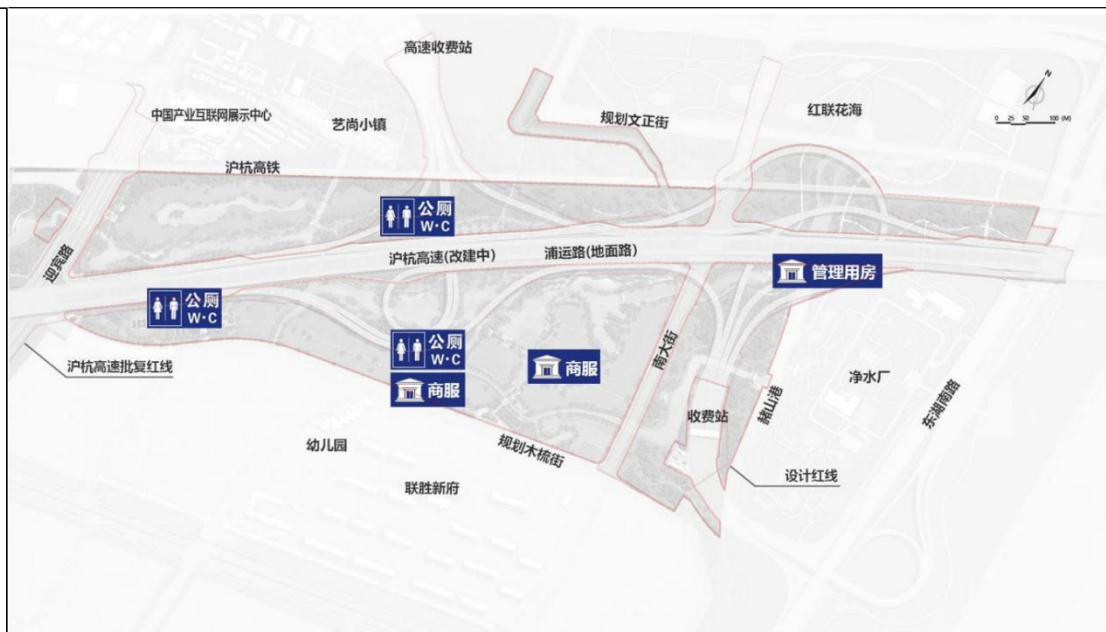 高速收费站
N
中国产业互联网展示中心
艺尚小镇
规划文正街
红联花海
0 25 50 100 (M)
沪杭高铁
公厕
W·C
迎宾路
沪杭高速(改建中)
浦运路(地面路)
管理用房
公厕
W·C
公厕
W·C
商服
商服
南大街
沪杭高速批复红线
净水厂
东湖南路
赭山港
收费站
幼儿园
规划木梳街
设计红线
联胜新府